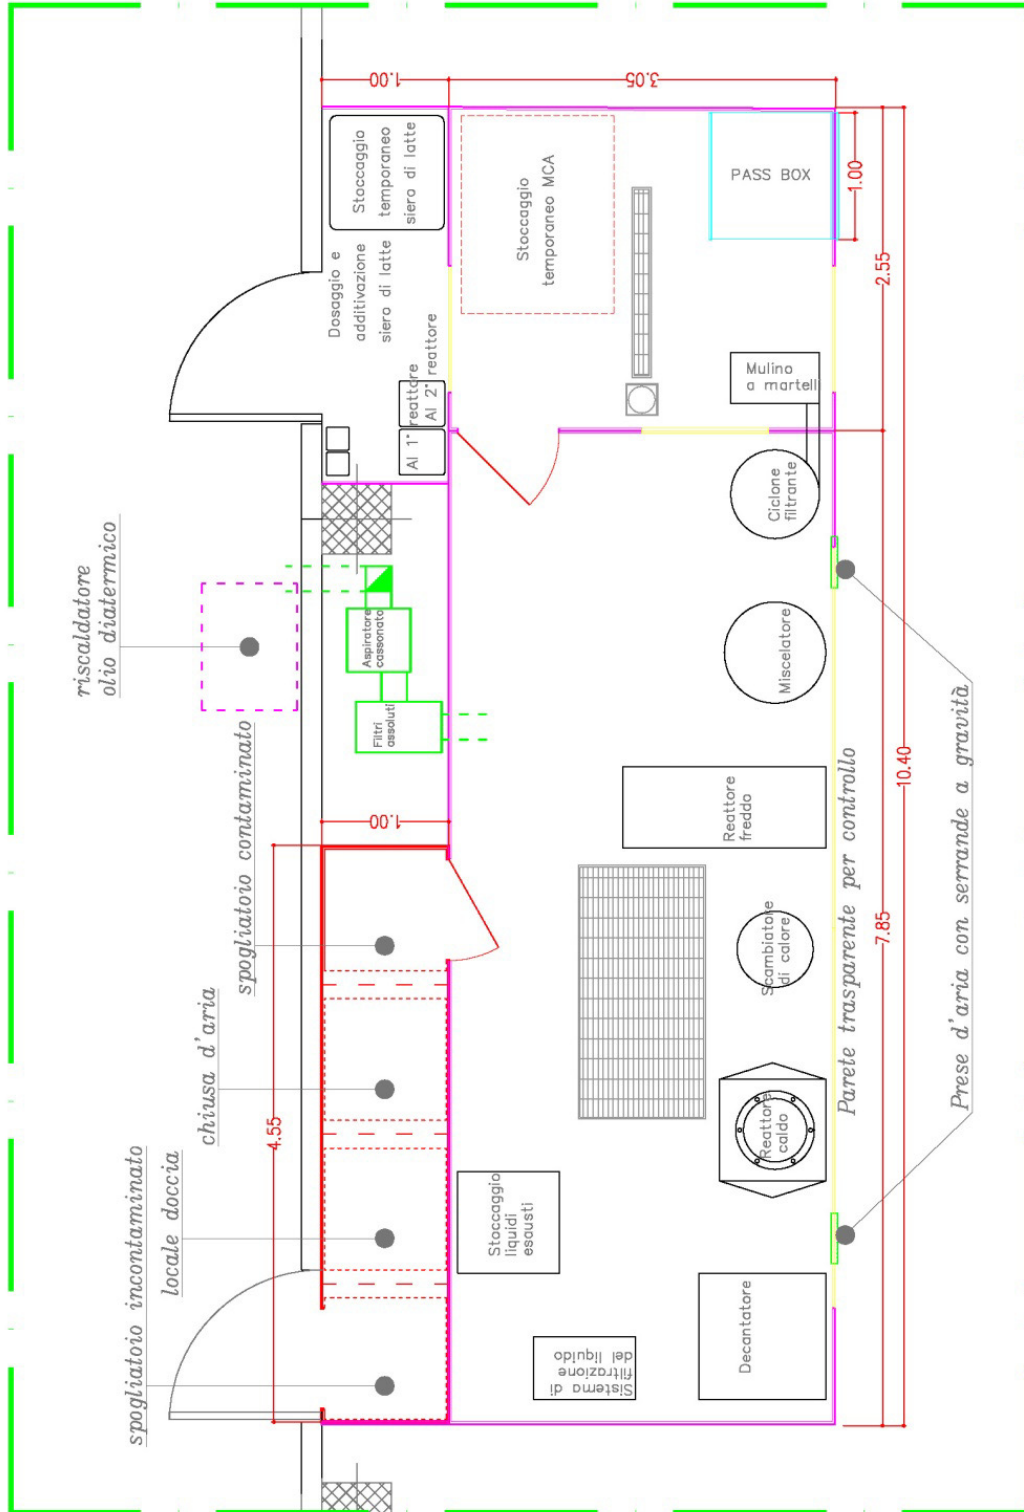 1.00
3.05
Stoccaggio
temporaneo
siero di latte
Stoccaggio
temporaneo MCA
PASS BOX
1.00
2.55
Dosaggio e
additivazione
siero di latte
Al 1° reattore
Al 2° reattore
Mulino
a martell
Ciclone
filtrante
riscaldatore
olio diatermico
Aspiratore
cassonato
Filtri
assoluti
Miscelatore
Reattore
freddo
1.00
10.40
7.85
spogliatoio contaminato
chiusa d'aria
4.55
locale doccia
spogliatoio incontaminato
Scambiatore
di calore
Parete trasparente per controllo
Prese d'aria con serrande a gravità
Reattore
caldo
Stoccaggio
liquidi
esausti
Sistema di
filtrazione
del liquido
Decantatore